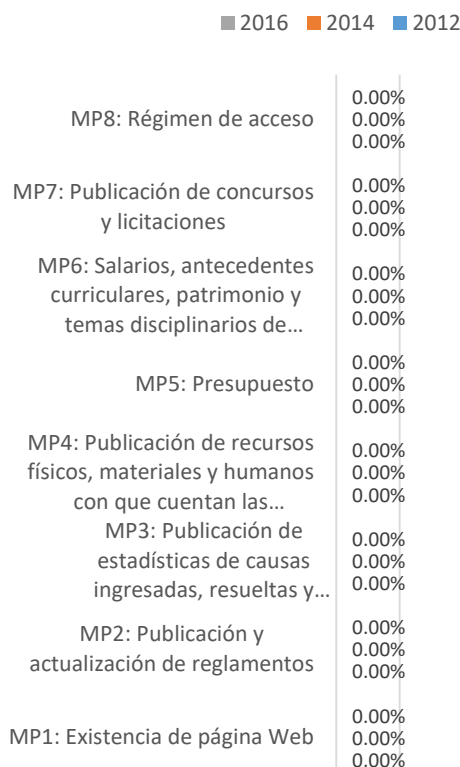 2016 2014 2012
MP8: Régimen de acceso
0.00%
0.00%
0.00%
MP7: Publicación de concursos
y licitaciones
0.00%
0.00%
0.00%
MP6: Salarios, antecedentes
curriculares, patrimonio y
temas disciplinarios de…
0.00%
0.00%
0.00%
MP5: Presupuesto
0.00%
0.00%
0.00%
MP4: Publicación de recursos
físicos, materiales y humanos
con que cuentan las…
0.00%
0.00%
0.00%
MP3: Publicación de
estadísticas de causas
ingresadas, resueltas y…
0.00%
0.00%
0.00%
MP2: Publicación y
actualización de reglamentos
0.00%
0.00%
0.00%
MP1: Existencia de página Web
0.00%
0.00%
0.00%